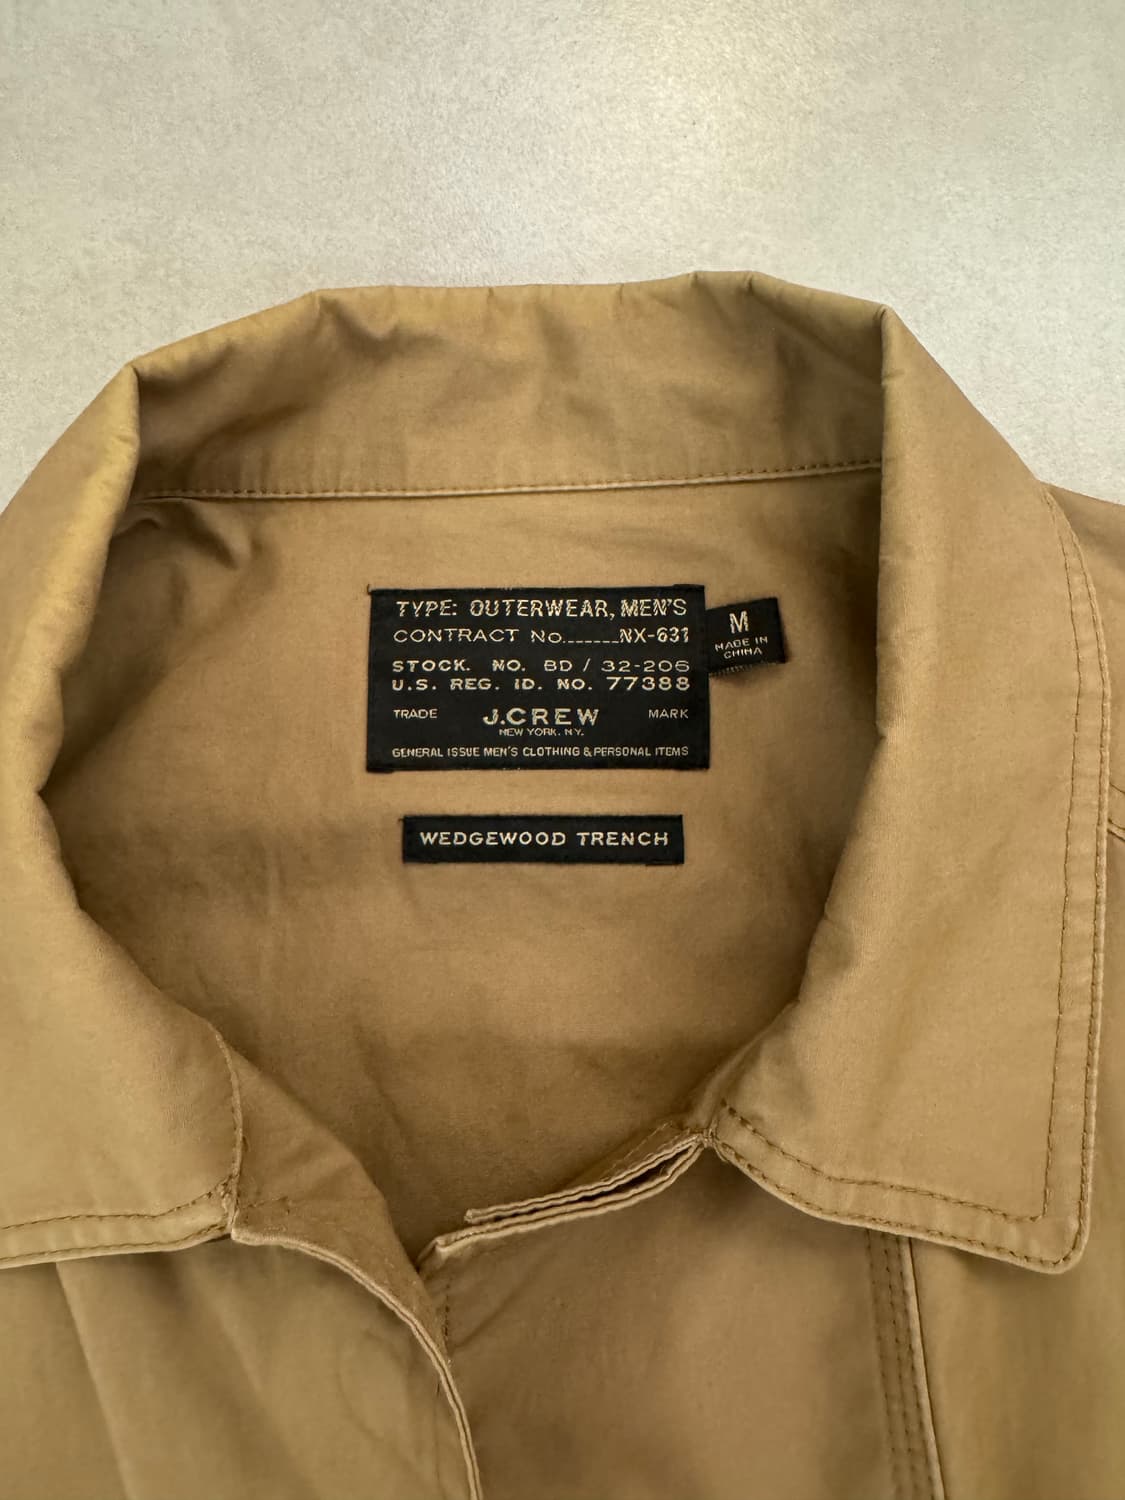 TYPE: OUTERWEAR, MEN'S
CONTRACT No.......NX-631
STOCK. NO. BD / 32-206
U.S. REG. ID. NO. 77388
TRADE J.CREW MARK
NEW YORK. NY.
GENERAL ISSUE MEN'S CLOTHING & PERSONAL ITEMS
M
MADE IN
CHINA
WEDGEWOOD TRENCH